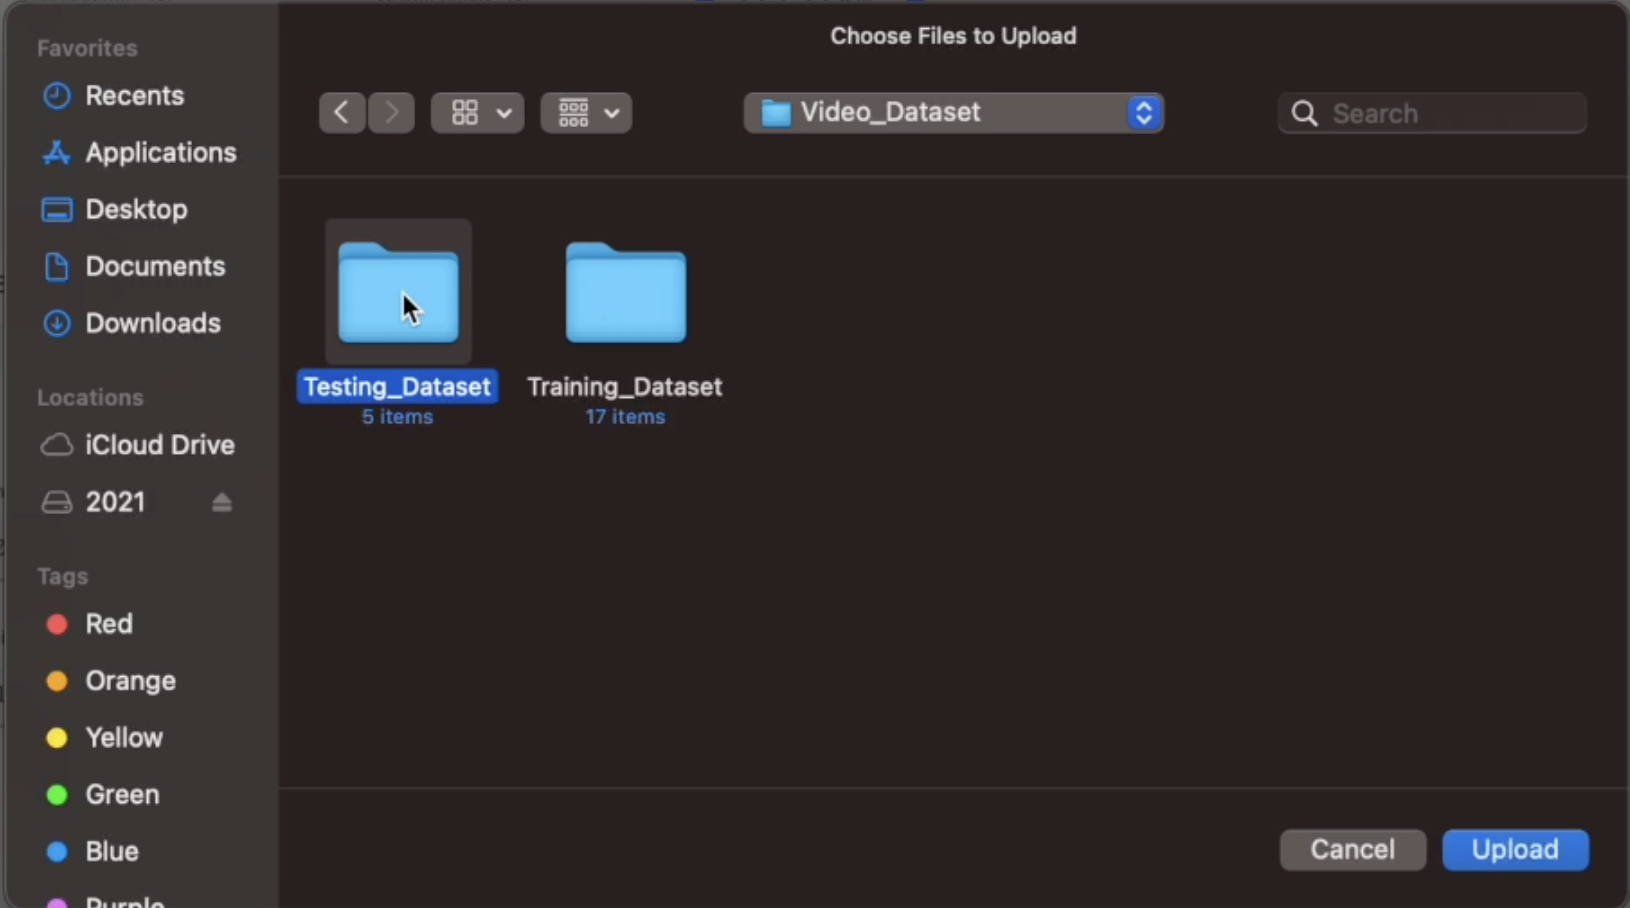 Favorites
Recents
Applications
Desktop
Documents
Downloads
Locations
iCloud Drive
2021
Tags
Red
Orange
Yellow
Green
Blue
Purple
Choose Files to Upload
Video_Dataset
Search
Testing_Dataset
5 items
Training_Dataset
17 items
Cancel
Upload